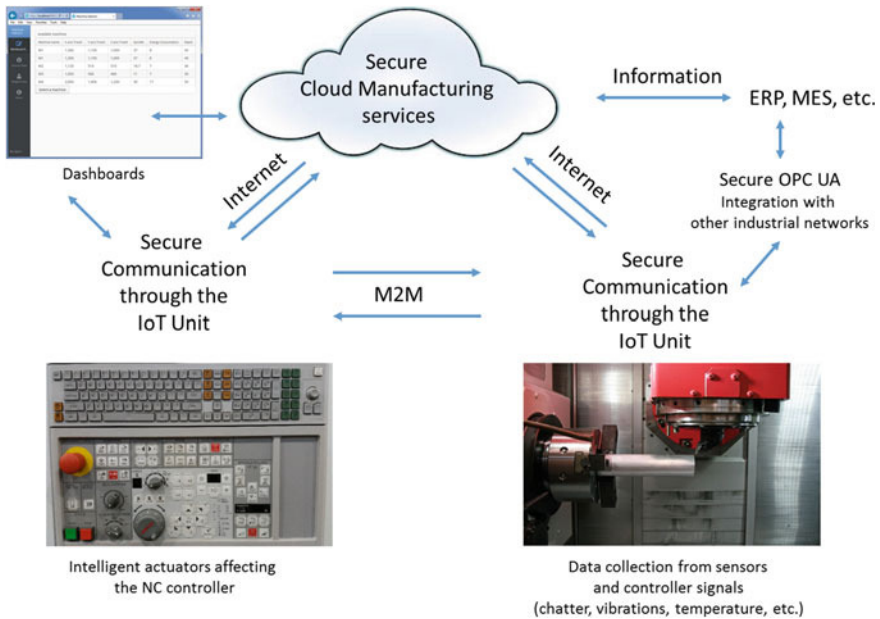 Available machines
Secure
Cloud Manufacturing
services
Information
ERP, MES, etc.
Dashboards
Internet
Internet
Secure OPC UA
Integration with
other industrial networks
Secure
Communication
through the
IoT Unit
M2M
Secure
Communication
through the
IoT Unit
Intelligent actuators affecting
the NC controller
Data collection from sensors
and controller signals
(chatter, vibrations, temperature, etc.)